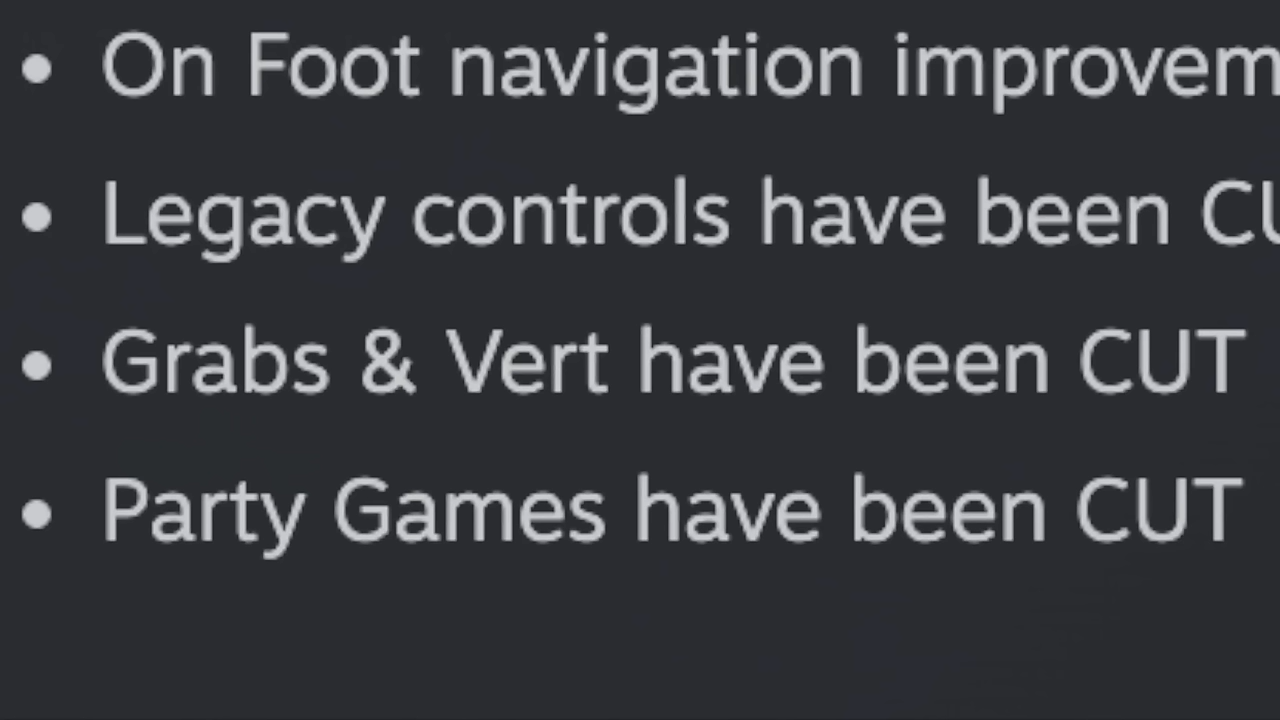 • On Foot navigation improvem
• Legacy controls have been CU
• Grabs & Vert have been CUT
• Party Games have been CUT